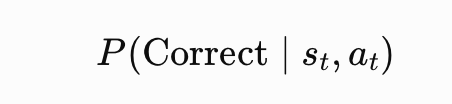 P(Correct | s_t, a_t)